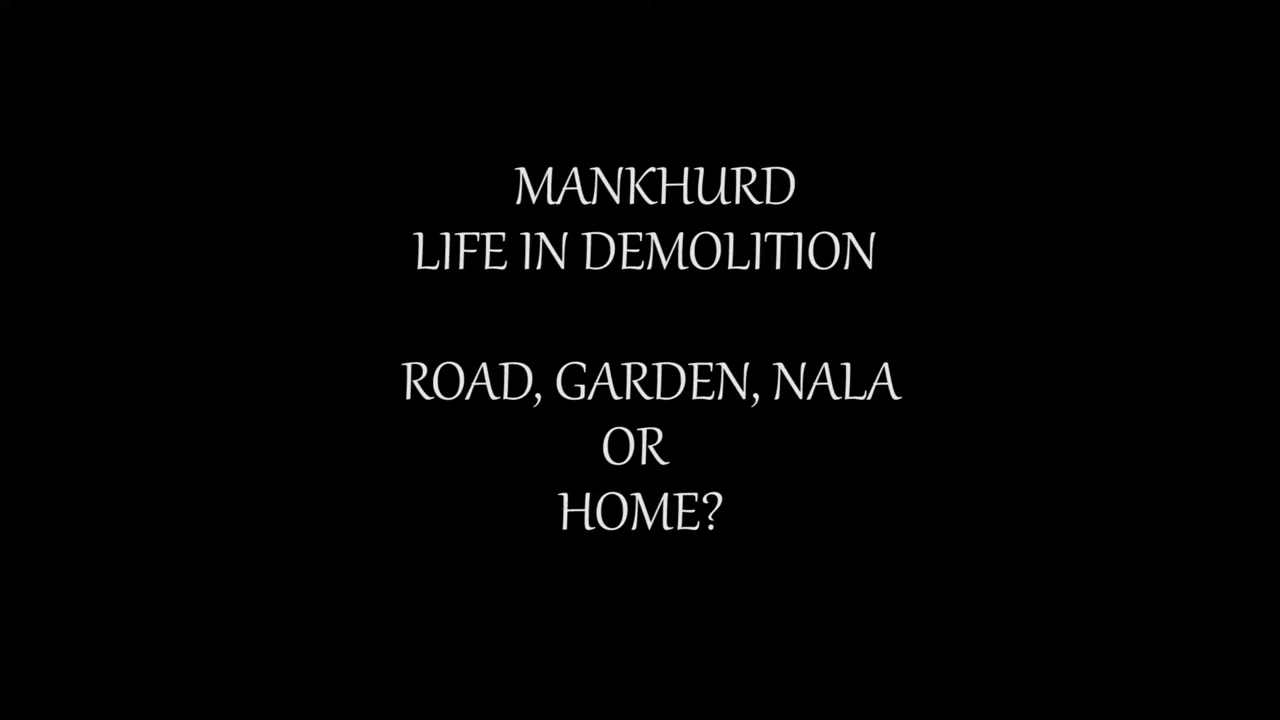 MANKHURD
LIFE IN DEMOLITION
ROAD, GARDEN, NALA
OR
HOME?